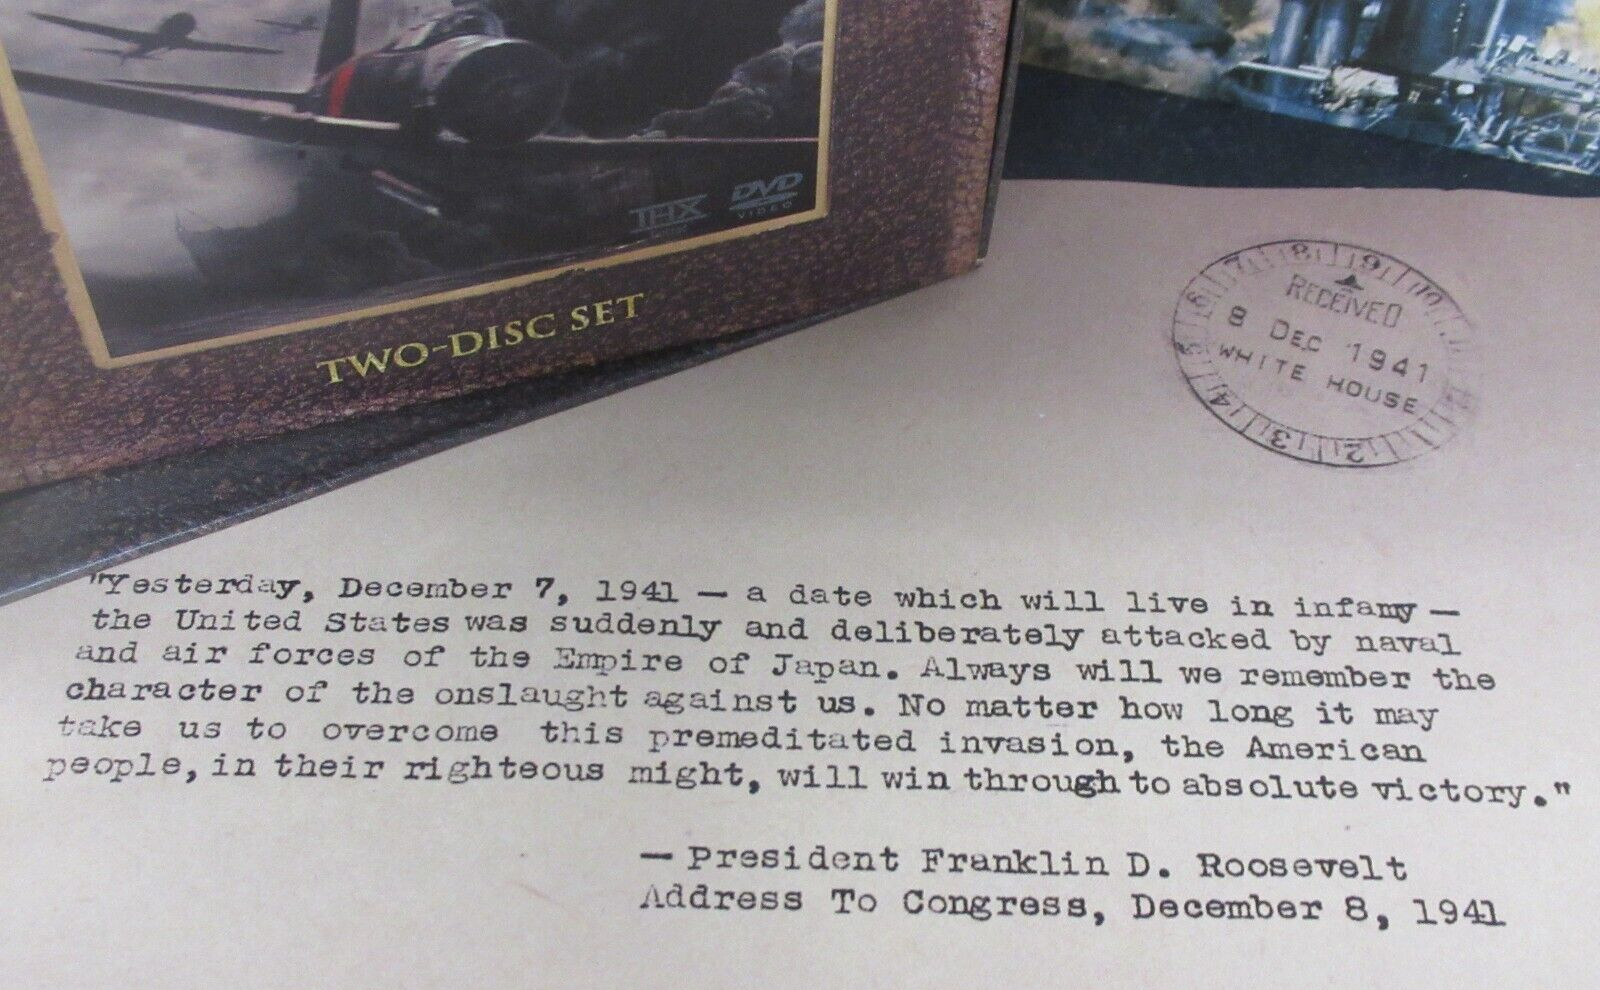 THX
DVD
VIDEO
TWO-DISC SET
RECEIVED
8 DEC 1941
WHITE HOUSE
"Yesterday, December 7, 1941 — a date which will live in infamy —
the United States was suddenly and deliberately attacked by naval
and air forces of the Empire of Japan. Always will we remember the
character of the onslaught against us. No matter how long it may
take us to overcome this premeditated invasion, the American
people, in their righteous might, will win through to absolute victory."
— President Franklin D. Roosevelt
Address To Congress, December 8, 1941